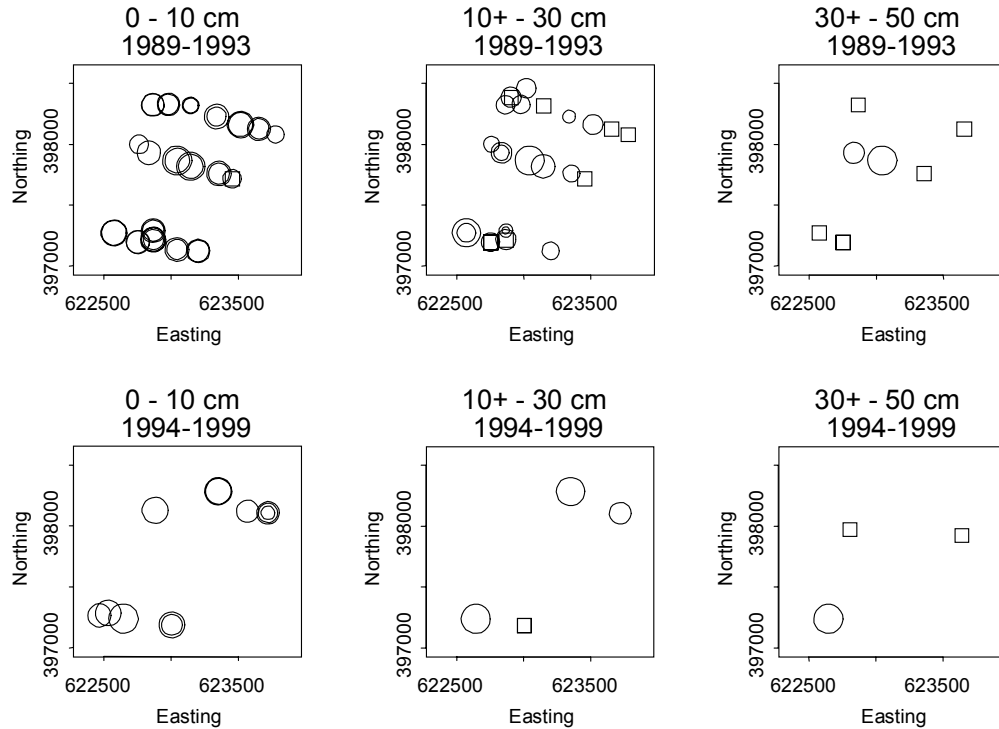 0 - 10 cm
1989-1993
398000
397000
Northing
622500 623500
Easting
10+ - 30 cm
1989-1993
398000
397000
Northing
622500 623500
Easting
30+ - 50 cm
1989-1993
398000
397000
Northing
622500 623500
Easting
0 - 10 cm
1994-1999
398000
397000
Northing
622500 623500
Easting
10+ - 30 cm
1994-1999
398000
397000
Northing
622500 623500
Easting
30+ - 50 cm
1994-1999
398000
397000
Northing
622500 623500
Easting